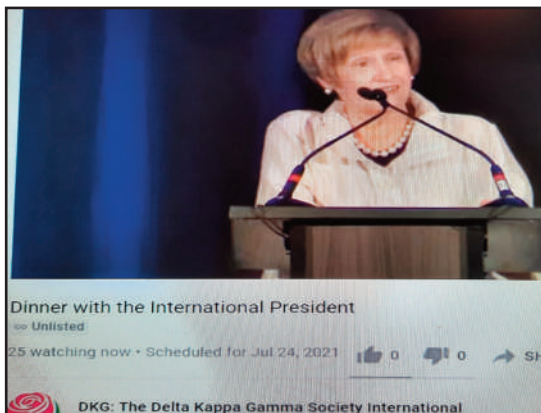 Dinner with the International President
Unlisted
25 watching now • Scheduled for Jul 24, 2021 0 0 SH
DKG: The Delta Kappa Gamma Society International